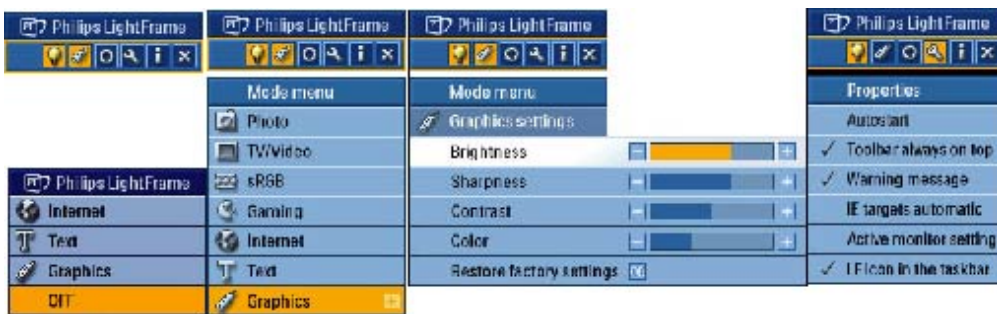 Philips LightFrame
Internet
Text
Graphics
OFF
Philips LightFrame
Mode menu
Photo
TV/Video
sRGB
Gaming
Internet
Text
Graphics
Philips LightFrame
Mode menu
Graphics settings
Brightness
Sharpness
Contrast
Color
Restore factory settings
Philips LightFrame
Properties
Autostart
Toolbar always on top
Warning message
IE targets automatic
Active monitor setting
LF icon in the taskbar
Philips LightFrame